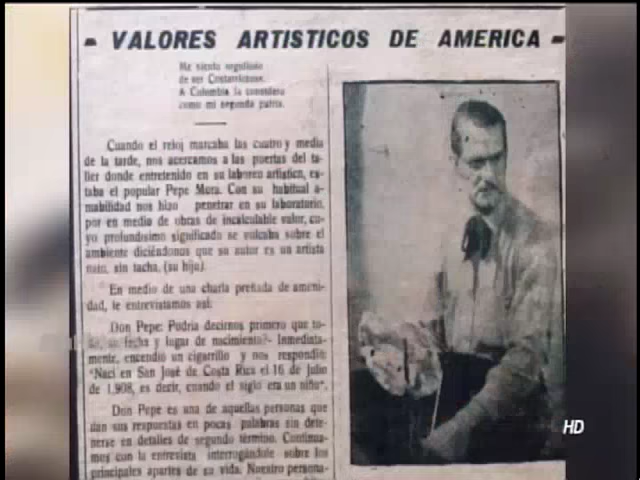 - VALORES ARTISTICOS DE AMERICA -
Me siento orgulloso
de ser Costarricense.
A Colombia la considero
como mi segunda patria.
Cuando el reloj marcaba las cuatro y media
de la tarde, nos acercamos a las puertas del ta-
ller donde entretenido en su labores artístico, es-
taba el popular Pepe Mora. Con su habitual a-
mabilidad nos hizo penetrar en su laboratorio,
por en medio de obras de incalculable valor, cu-
yo profundísimo significado se volcaba sobre el
ambiente diciéndonos que su autor es un artista
nato, sin tacha, (su hijo).
En medio de una charla preñada de ameni-
dad, le entrevistamos así:
Don Pepe: Podría decirnos primero que to-
do, su fecha y lugar de nacimiento?- Inmediata-
mente, encendió un cigarrillo y nos respondió:
"Nací en San José de Costa Rica el 16 de Julio
de 1,908, es decir, cuando el siglo era un niño".
Don Pepe es una de aquellas personas que
dan sus respuestas en pocas palabras sin dete-
nerse en detalles de segundo término. Continua-
mos con la entrevista interrogándole sobre los
principales apartes de su vida. Nuestro persona-
HD